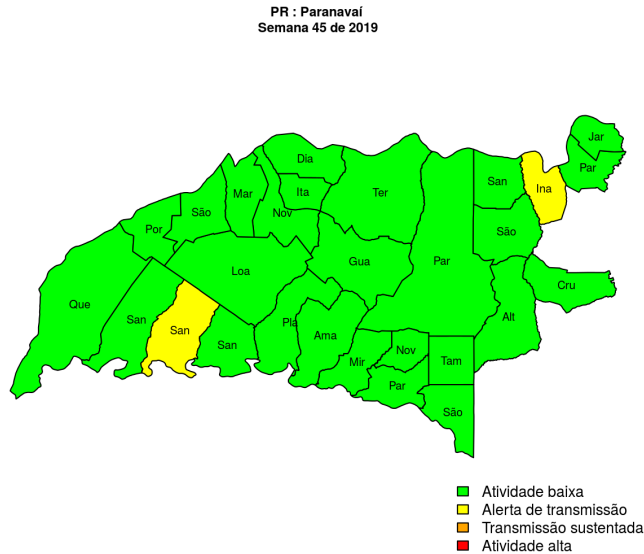 PR : Paranavaí
Semana 45 de 2019
Jar
Dia
Par
San
Ina
Mar
Ita
Ter
São
Nov
Por
São
Par
Gua
Loa
Cru
Que
San
San
Pla
Alt
Ama
San
Nov
Mir
Tam
Par
São
Atividade baixa
Alerta de transmissão
Transmissão sustentada
Atividade alta